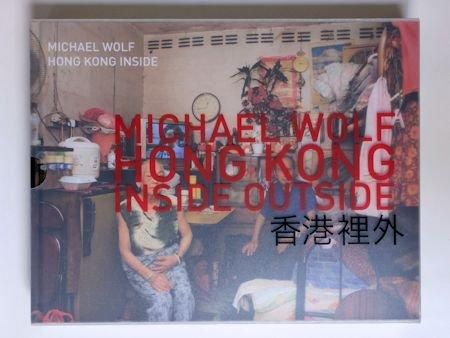 MICHAEL WOLF
HONG KONG INSIDE
MICHAEL WOLF
HONG KONG
INSIDE OUTSIDE
香港裡外